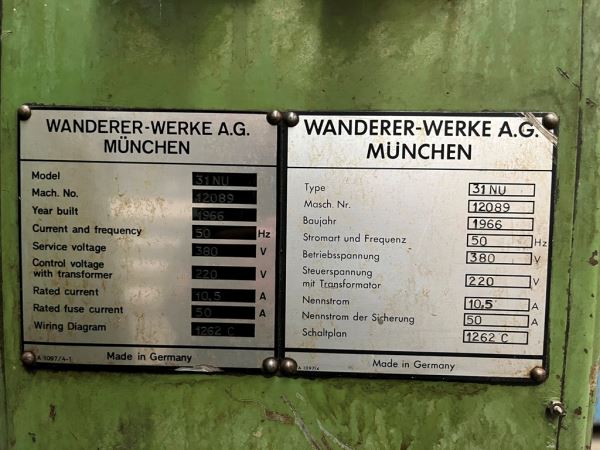 WANDERER-WERKE A.G.
MÜNCHEN
Model 31 NU
Mach. No. 12089
Year built 1966
Current and frequency 50 Hz
Service voltage 380 V
Control voltage
with transformer 220 V
Rated current 10,5 A
Rated fuse current 50 A
Wiring Diagram 1262 C
Made in Germany
WANDERER-WERKE A.G.
MÜNCHEN
Type 31 NU
Masch. Nr. 12089
Baujahr 1966
Stromart und Frequenz 50 Hz
Betriebsspannung 380 V
Steuerspannung
mit Transformator 220 V
Nennstrom 10,5 A
Nennstrom der Sicherung 50 A
Schaltplan 1262 C
Made in Germany